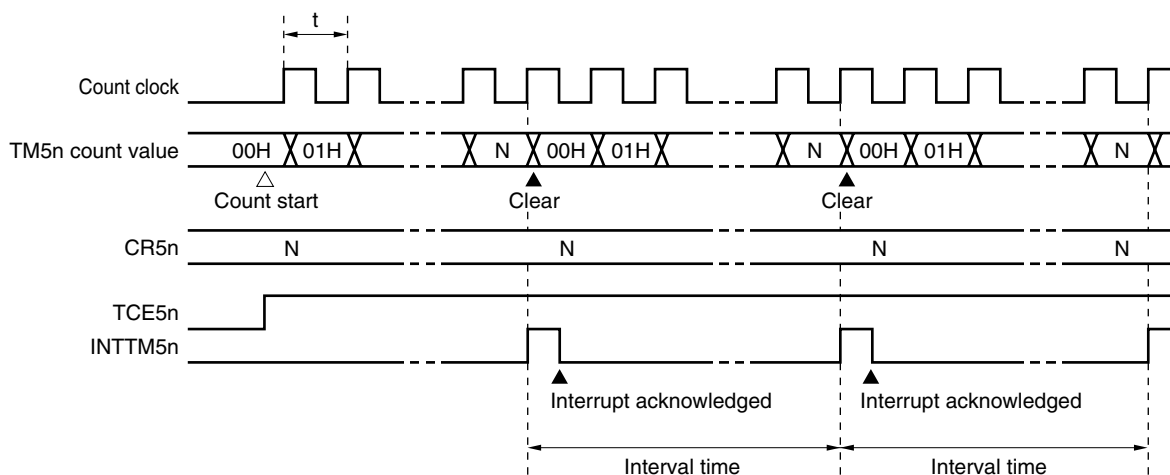 t
Count clock
TM5n count value 00H 01H N 00H 01H N 00H 01H N
Count start Clear Clear
CR5n N N N N
TCE5n
INTTM5n
Interrupt acknowledged Interrupt acknowledged
Interval time Interval time